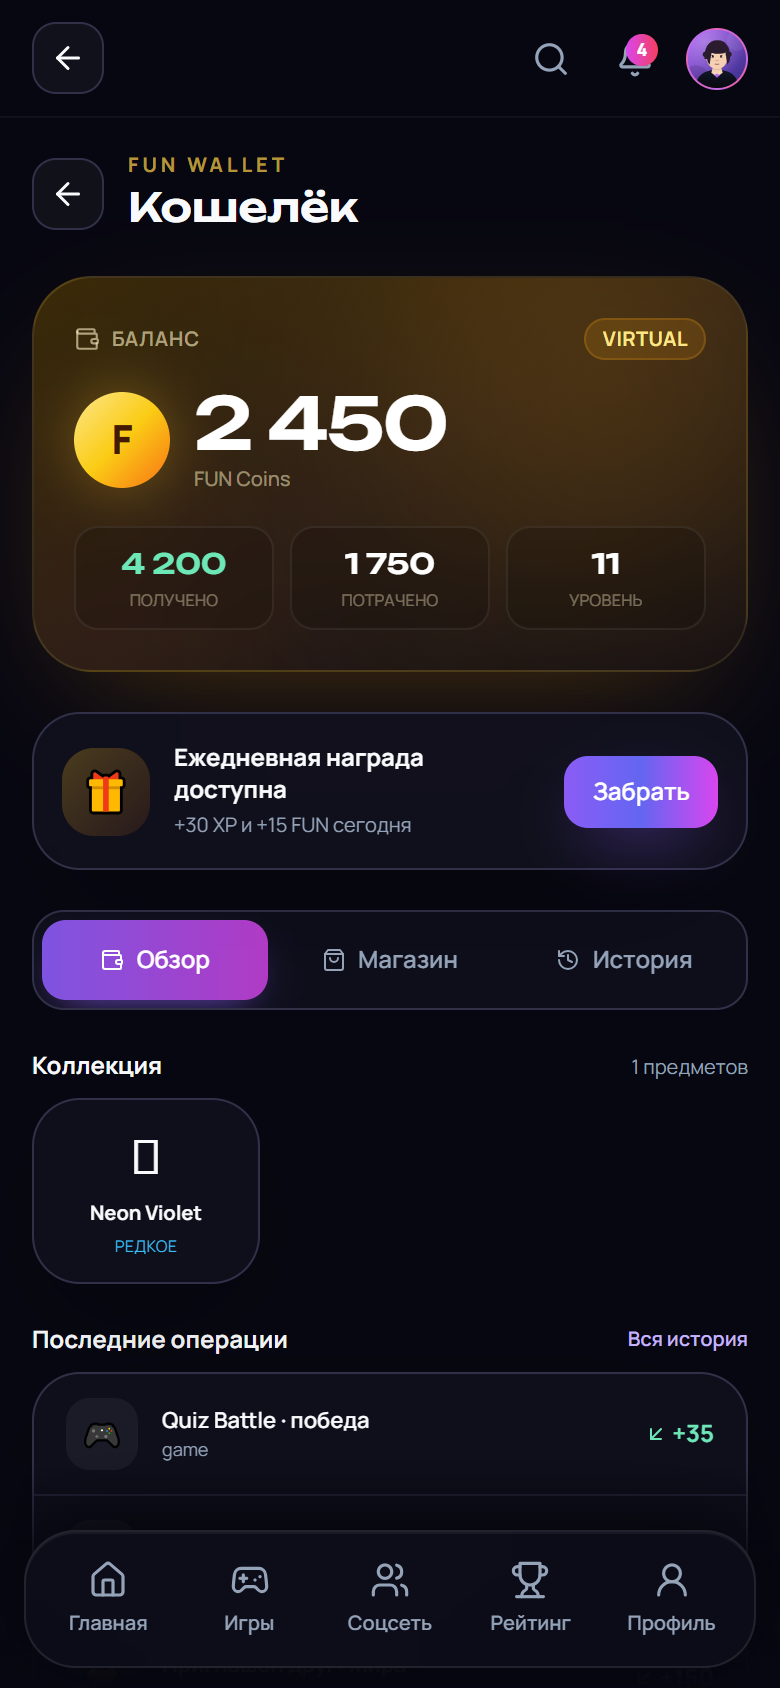 4
FUN WALLET
Кошелёк
БАЛАНС
VIRTUAL
F
2 450
FUN Coins
4 200
1 750
11
ПОЛУЧЕНО
ПОТРАЧЕНО
УРОВЕНЬ
Ежедневная награда
доступна
+30 XP и +15 FUN сегодня
Забрать
Обзор
Магазин
История
Коллекция
1 предметов
Neon Violet
РЕДКОЕ
Последние операции
Вся история
Quiz Battle · победа
game
+35
Главная
Игры
Соцсеть
Рейтинг
Профиль